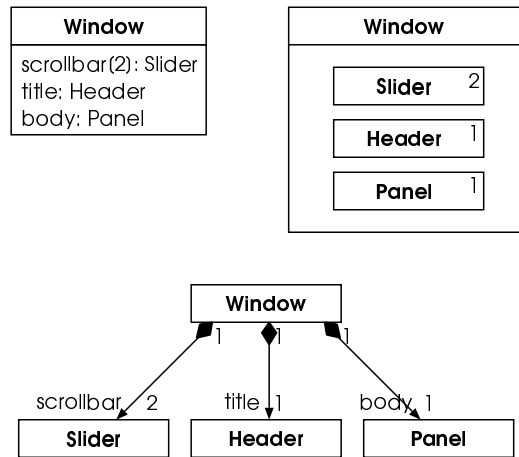 Window
scrollbar(2): Slider
title: Header
body: Panel
Window
Slider 2
Header 1
Panel 1
Window
1 1 1
scrollbar 2 title 1 body 1
Slider Header Panel